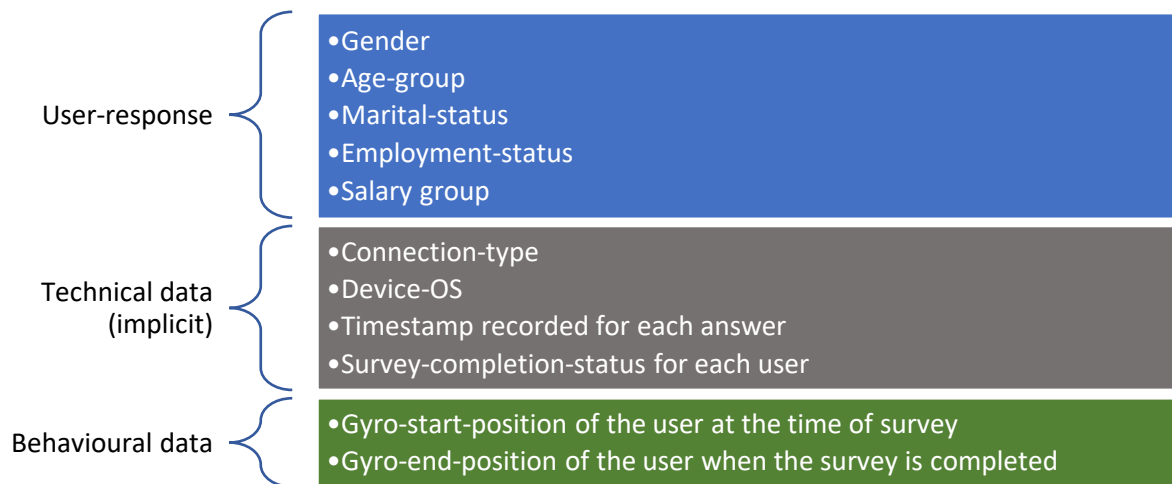 User-response
•Gender
•Age-group
•Marital-status
•Employment-status
•Salary group
Technical data
(implicit)
•Connection-type
•Device-OS
•Timestamp recorded for each answer
•Survey-completion-status for each user
Behavioural data
•Gyro-start-position of the user at the time of survey
•Gyro-end-position of the user when the survey is completed